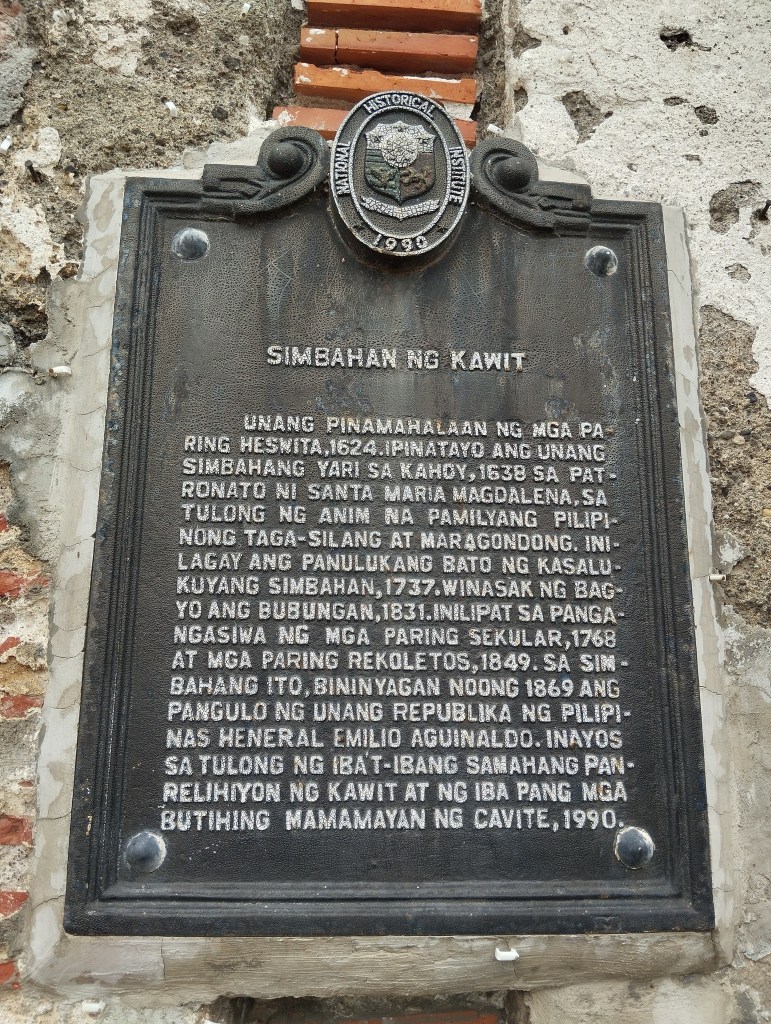 NATIONAL HISTORICAL INSTITUTE
1990
SIMBAHAN NG KAWIT
UNANG PINAMAHALAAN NG MGA PA
RING HESWITA,1624.IPINATAYO ANG UNANG
SIMBAHANG YARI SA KAHOY,1638 SA PAT-
RONATO NI SANTA MARIA MAGDALENA,SA
TULONG NG ANIM NA PAMILYANG PILIPI-
NONG TAGA-SILANG AT MARAGONDONG. INI-
LAGAY ANG PANULUKANG BATO NG KASALU-
KUYANG SIMBAHAN,1737.WINASAK NG BAG-
YO ANG BUBUNGAN,1831.INILIPAT SA PANGA-
NGASIWA NG MGA PARING SEKULAR,1768
AT MGA PARING REKOLETOS,1849. SA SIM-
BAHANG ITO,BININYAGAN NOONG 1869 ANG
PANGULO NG UNANG REPUBLIKA NG PILIPI-
NAS HENERAL EMILIO AGUINALDO.INAYOS
SA TULONG NG IBA'T-IBANG SAMAHANG PAN-
RELIHIYON NG KAWIT AT NG IBA PANG MGA
BUTIHING MAMAMAYAN NG CAVITE,1990.